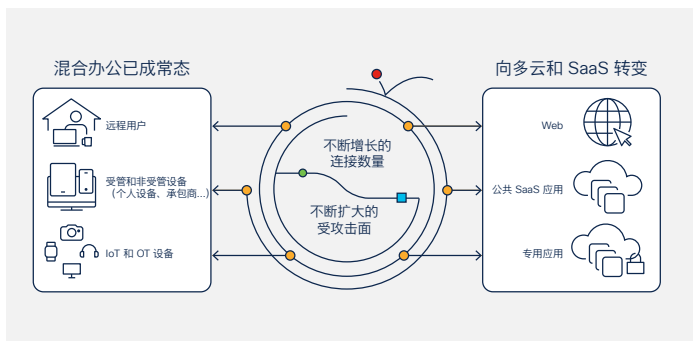 混合办公已成常态
远程用户
受管和非受管设备
（个人设备、承包商...)
IoT 和 OT 设备
不断增长的
连接数量
不断扩大的
受攻击面
向多云和 SaaS 转变
Web
公共 SaaS 应用
专用应用